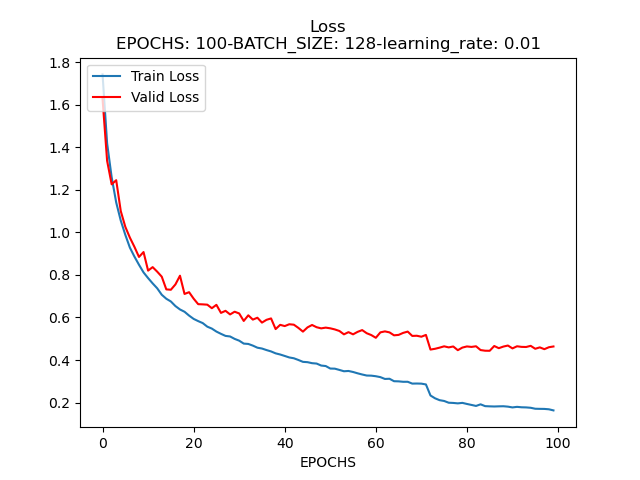 Loss
EPOCHS: 100-BATCH_SIZE: 128-learning_rate: 0.01
1.8
1.6
1.4
1.2
1.0
0.8
0.6
0.4
0.2
Train Loss
Valid Loss
0 20 40 60 80 100
EPOCHS